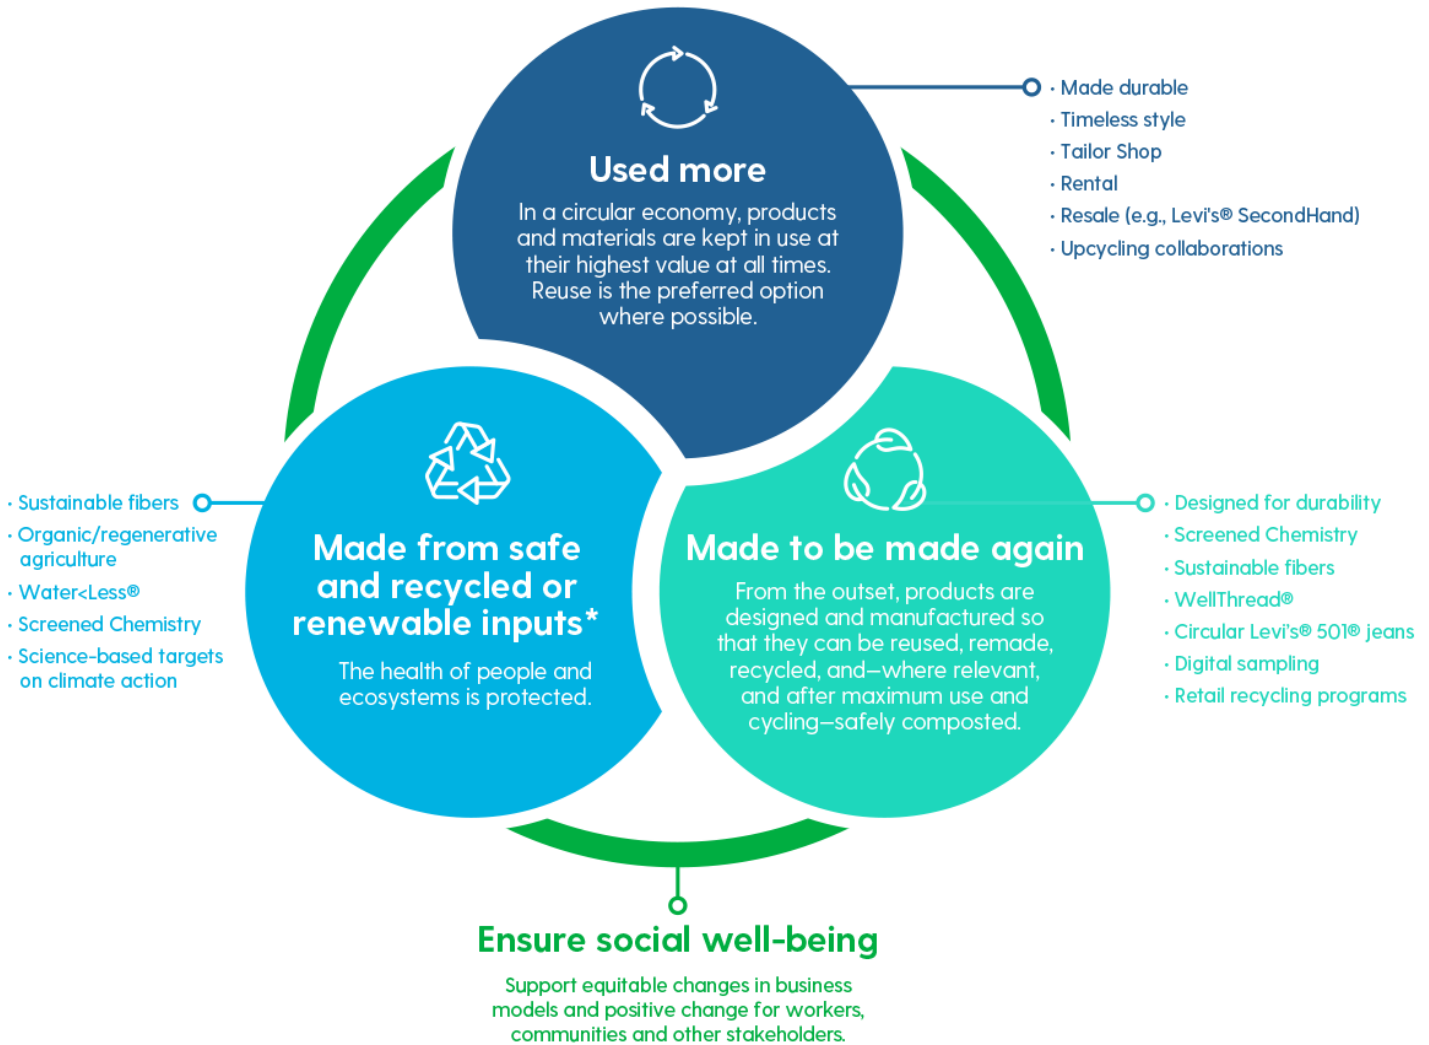 Used more
In a circular economy, products
and materials are kept in use at
their highest value at all times.
Reuse is the preferred option
where possible.
· Made durable
· Timeless style
· Tailor Shop
· Rental
· Resale (e.g., Levi's® SecondHand)
· Upcycling collaborations
Made from safe
and recycled or
renewable inputs*
The health of people and
ecosystems is protected.
· Sustainable fibers
· Organic/regenerative
agriculture
· Water<Less®
· Screened Chemistry
· Science-based targets
on climate action
Made to be made again
From the outset, products are
designed and manufactured so
that they can be reused, remade,
recycled, and—where relevant,
and after maximum use and
cycling—safely composted.
· Designed for durability
· Screened Chemistry
· Sustainable fibers
· WellThread®
· Circular Levi's® 501® jeans
· Digital sampling
· Retail recycling programs
Ensure social well-being
Support equitable changes in business
models and positive change for workers,
communities and other stakeholders.